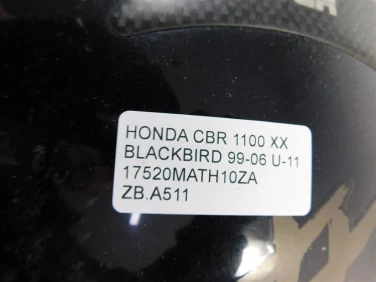 HONDA CBR 1100 XX
BLACKBIRD 99-06 U-11
17520MATH10ZA
ZB.A511